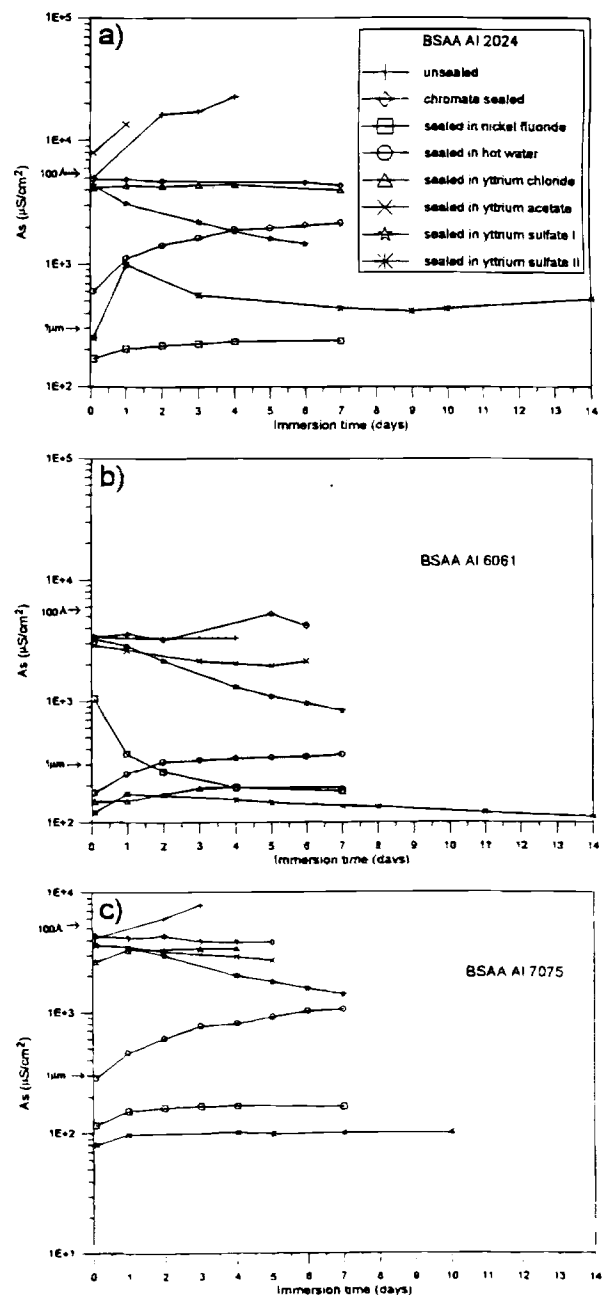 a)
BSAA Al 2024
unsealed
chromate sealed
sealed in nickel fluoride
sealed in hot water
sealed in yttrium chloride
sealed in yttrium acetate
sealed in yttrium sulfate I
sealed in yttrium sulfate II
1E+5
1E+4
100Å→
1E+3
1µm→
1E+2
As (µS/cm²)
0 1 2 3 4 5 6 7 8 9 10 11 12 13 14
Immersion time (days)
b)
BSAA Al 6061
1E+5
1E+4
100Å→
1E+3
1µm→
1E+2
As (µS/cm²)
0 1 2 3 4 5 6 7 8 9 10 11 12 13 14
Immersion time (days)
c)
BSAA Al 7075
1E+4
100Å→
1E+3
1µm→
1E+2
1E+1
As (µS/cm²)
0 1 2 3 4 5 6 7 8 9 10 11 12 13 14
Immersion time (days)